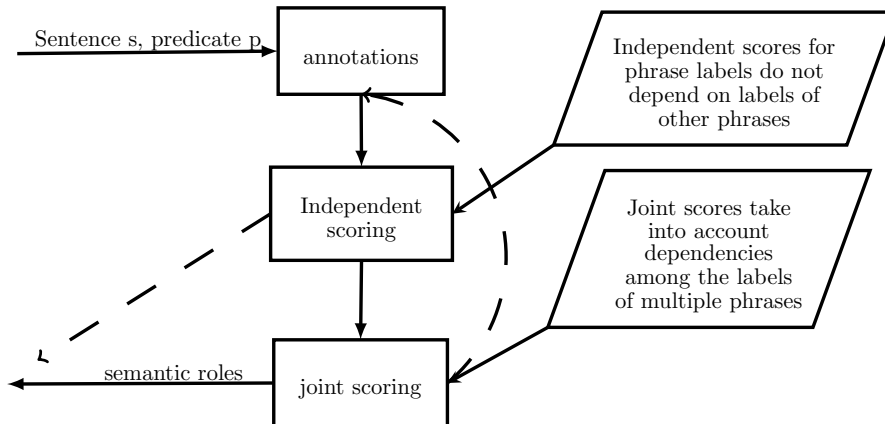 Sentence s, predicate p
annotations
Independent scores for
phrase labels do not
depend on labels of
other phrases
Independent
scoring
Joint scores take
into account
dependencies
among the labels
of multiple phrases
semantic roles
joint scoring